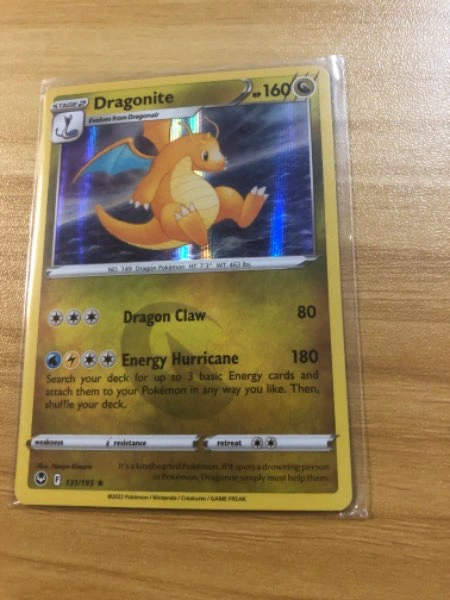 STAGE 2
Dragonite
HP 160
Evolves from Dragonair
NO. 149 Dragon Pokémon HT: 7'3" WT: 463 lbs.
Dragon Claw 80
Energy Hurricane 180
Search your deck for up to 3 basic Energy cards and
attach them to your Pokémon in any way you like. Then,
shuffle your deck.
weakness resistance retreat
Illus. Naoyo Kimura
It's a kindhearted Pokémon. If it spots a drowning person
or Pokémon, Dragonite simply must help them.
F 131/195 ★
©2022 Pokémon / Nintendo / Creatures / GAME FREAK